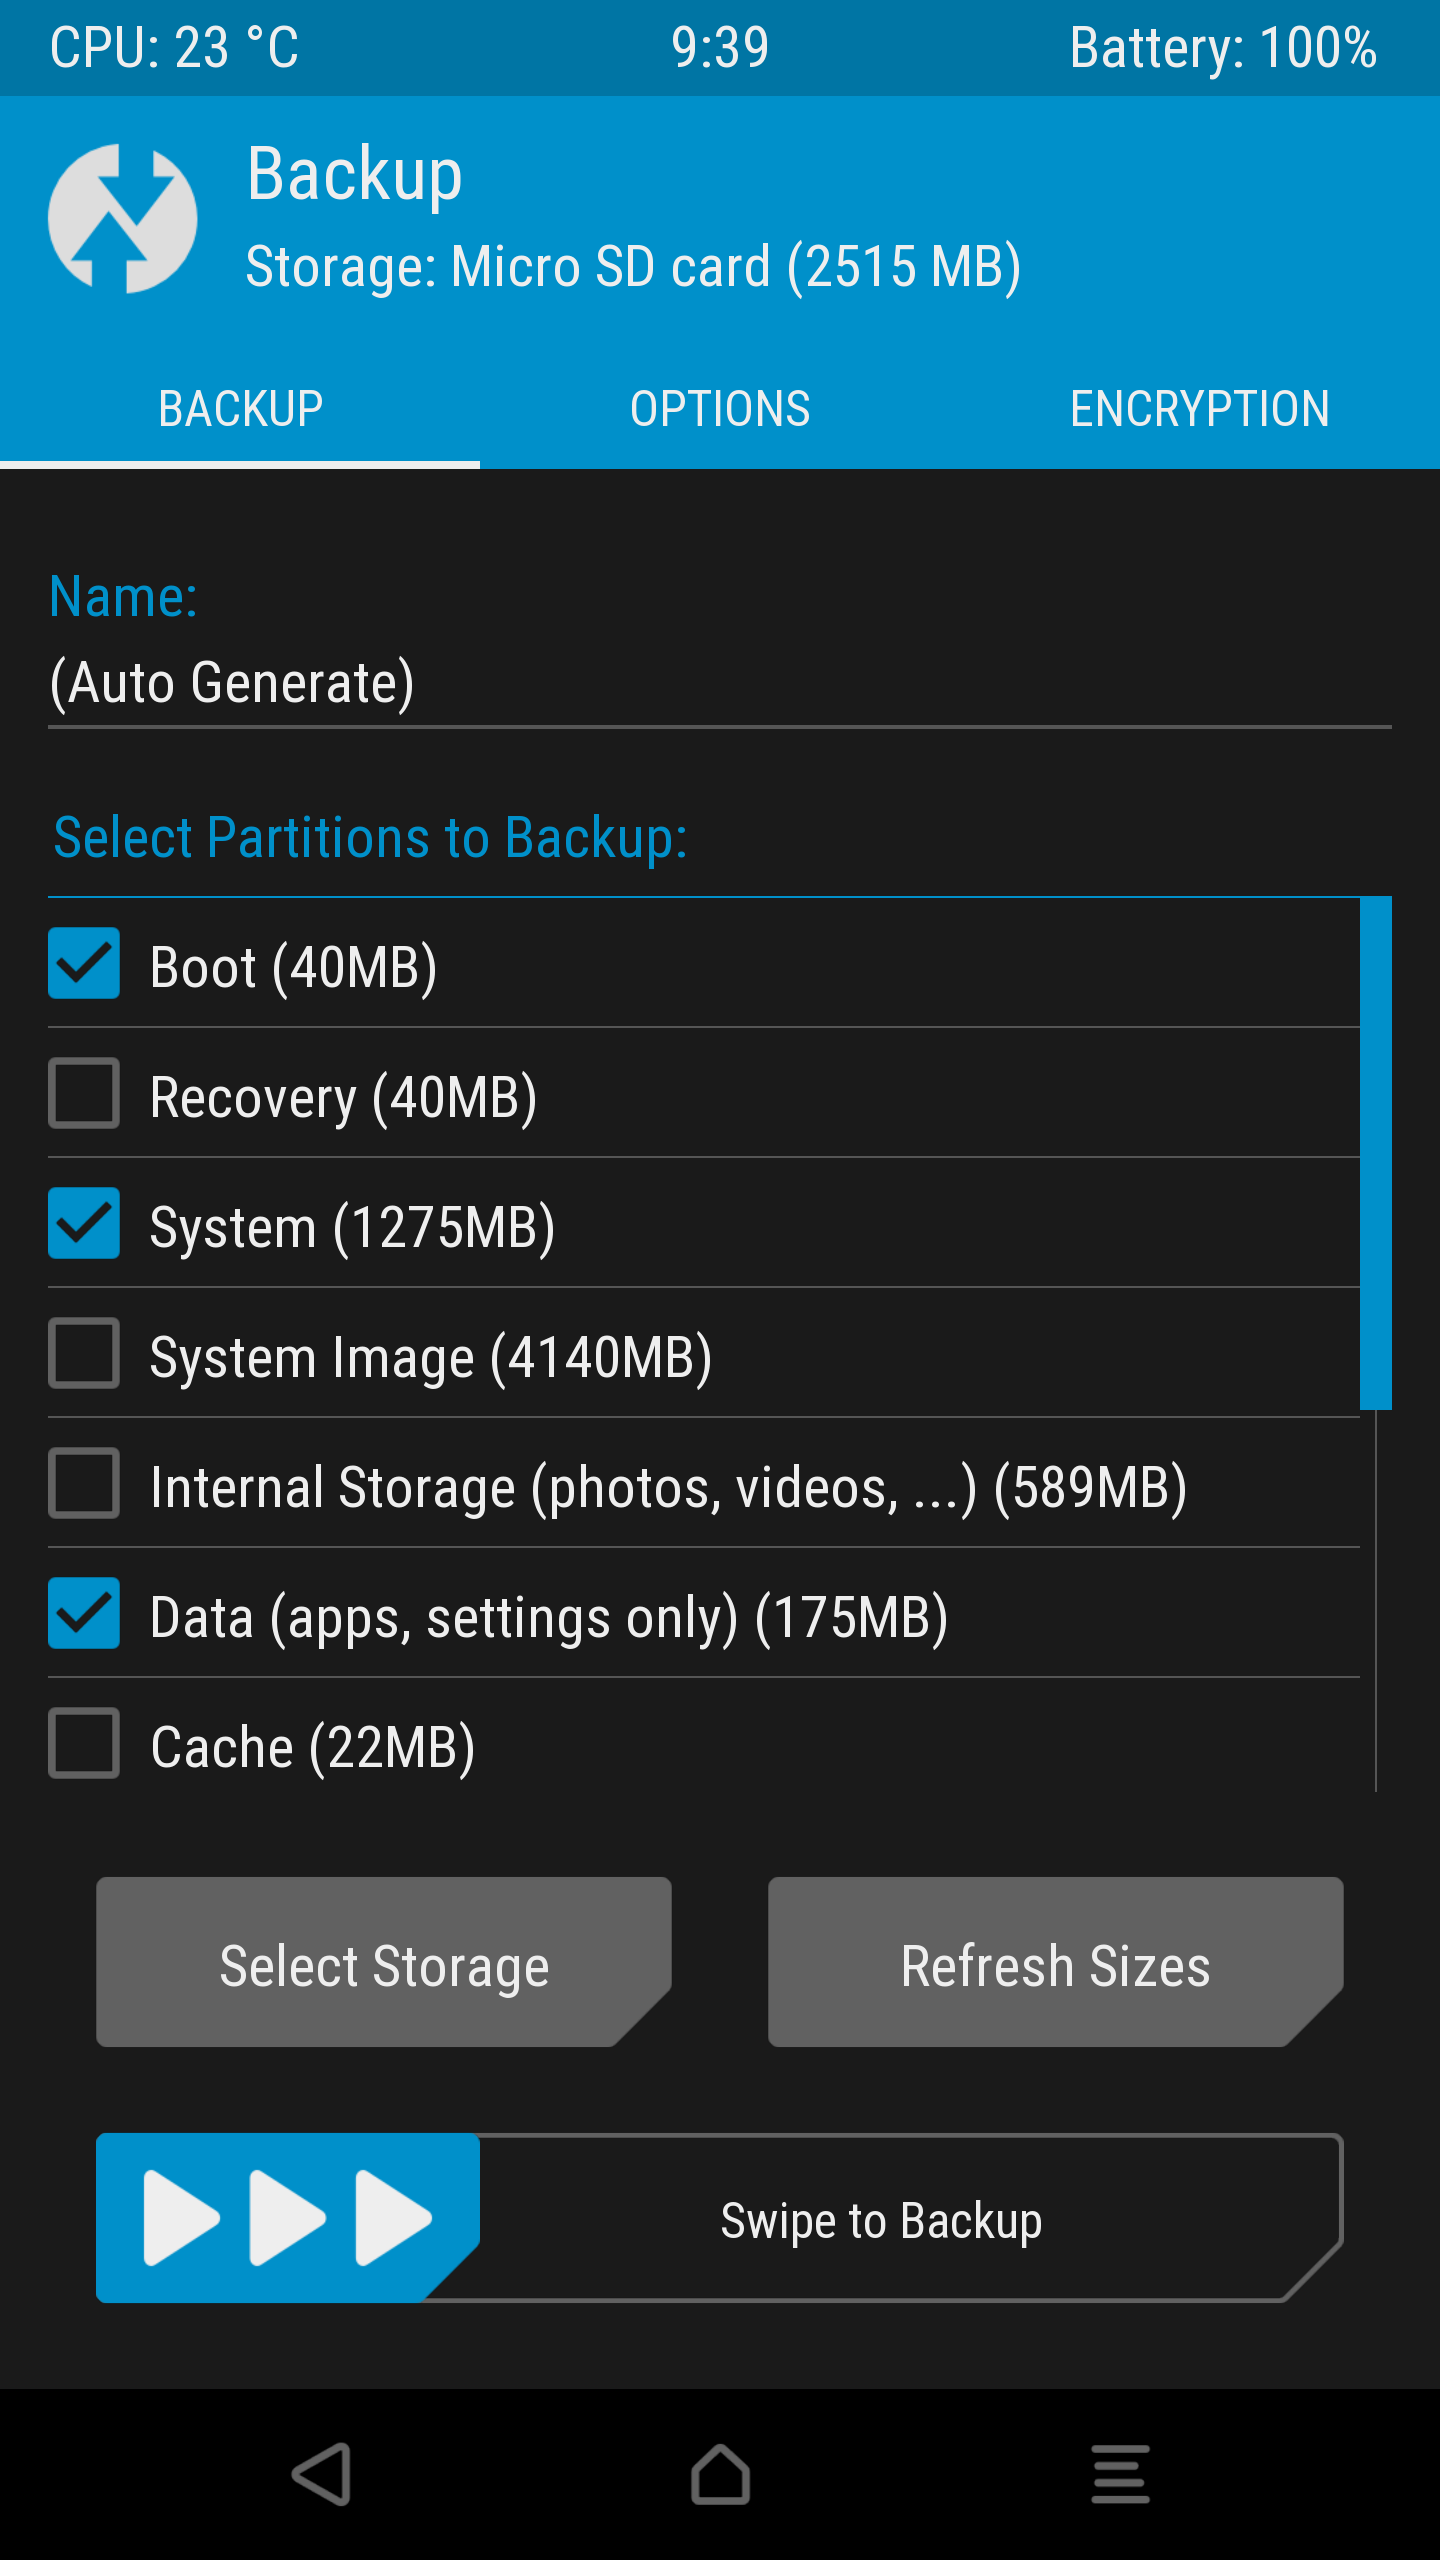 CPU: 23 °C 9:39 Battery: 100%
Backup
Storage: Micro SD card (2515 MB)
BACKUP OPTIONS ENCRYPTION
Name:
(Auto Generate)
Select Partitions to Backup:
Boot (40MB)
Recovery (40MB)
System (1275MB)
System Image (4140MB)
Internal Storage (photos, videos, ...) (589MB)
Data (apps, settings only) (175MB)
Cache (22MB)
Select Storage Refresh Sizes
Swipe to Backup